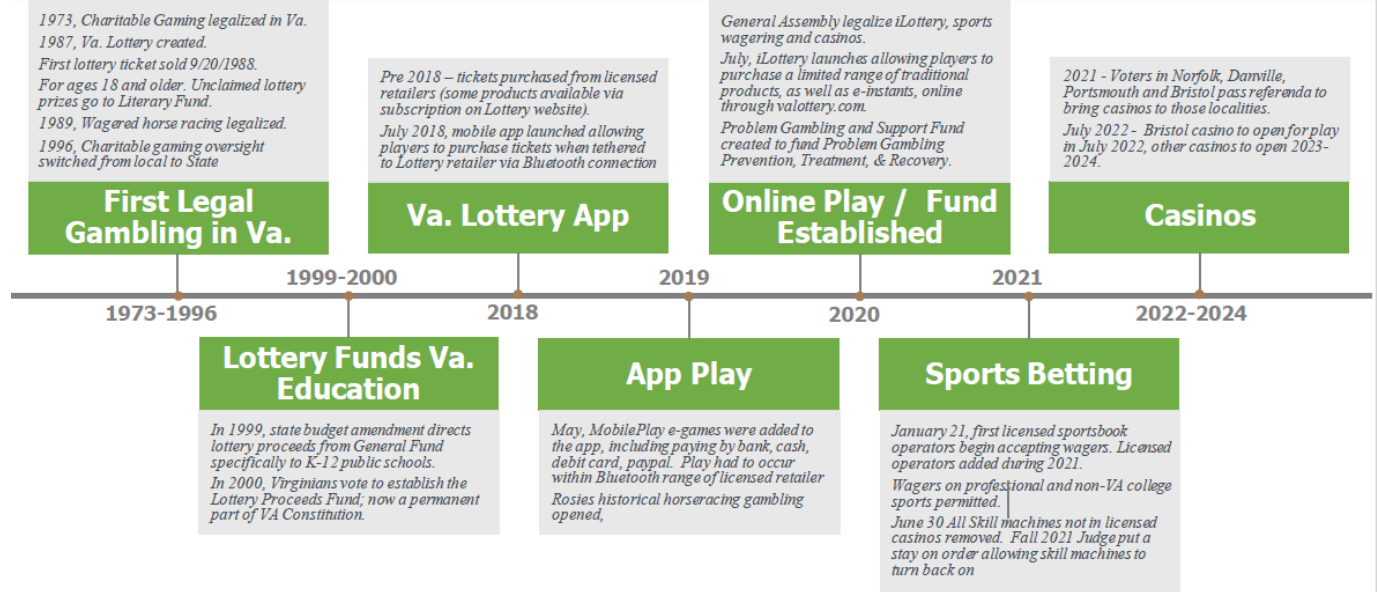 1973, Charitable Gaming legalized in Va.
1987, Va. Lottery created.
First lottery ticket sold 9/20/1988.
For ages 18 and older. Unclaimed lottery
prizes go to Literary Fund.
1989, Wagered horse racing legalized.
1996, Charitable gaming oversight
switched from local to State
First Legal
Gambling in Va.
Pre 2018 – tickets purchased from licensed
retailers (some products available via
subscription on Lottery website).
July 2018, mobile app launched allowing
players to purchase tickets when tethered
to Lottery retailer via Bluetooth connection
Va. Lottery App
General Assembly legalize iLottery, sports
wagering and casinos.
July, iLottery launches allowing players to
purchase a limited range of traditional
products, as well as e-instants, online
through valottery.com.
Problem Gambling and Support Fund
created to fund Problem Gambling
Prevention, Treatment, & Recovery.
Online Play / Fund
Established
2021 - Voters in Norfolk, Danville,
Portsmouth and Bristol pass referenda to
bring casinos to those localities.
July 2022 - Bristol casino to open for play
in July 2022, other casinos to open 2023-
2024.
Casinos
1999-2000
2019
2021
1973-1996
2018
2020
2022-2024
Lottery Funds Va.
Education
In 1999, state budget amendment directs
lottery proceeds from General Fund
specifically to K-12 public schools.
In 2000, Virginians vote to establish the
Lottery Proceeds Fund; now a permanent
part of VA Constitution.
App Play
May, MobilePlay e-games were added to
the app, including paying by bank, cash,
debit card, paypal. Play had to occur
within Bluetooth range of licensed retailer
Rosies historical horseracing gambling
opened,
Sports Betting
January 21, first licensed sportsbook
operators begin accepting wagers. Licensed
operators added during 2021.
Wagers on professional and non-VA college
sports permitted.
June 30 All Skill machines not in licensed
casinos removed. Fall 2021 Judge put a
stay on order allowing skill machines to
turn back on